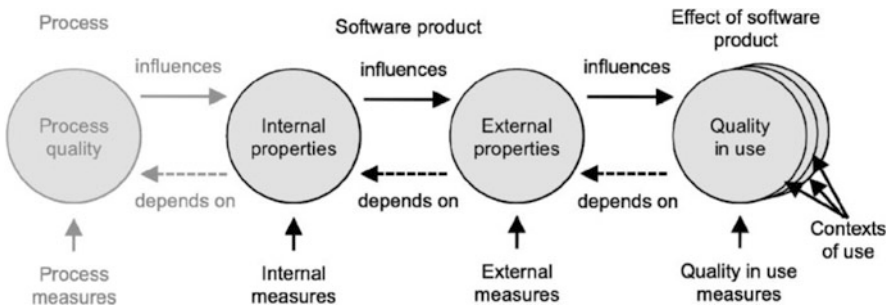 Process
Software product
Effect of software
product
influences
influences
influences
Process
quality
Internal
properties
External
properties
Quality
in use
depends on
depends on
depends on
Contexts
of use
Process
measures
Internal
measures
External
measures
Quality in use
measures